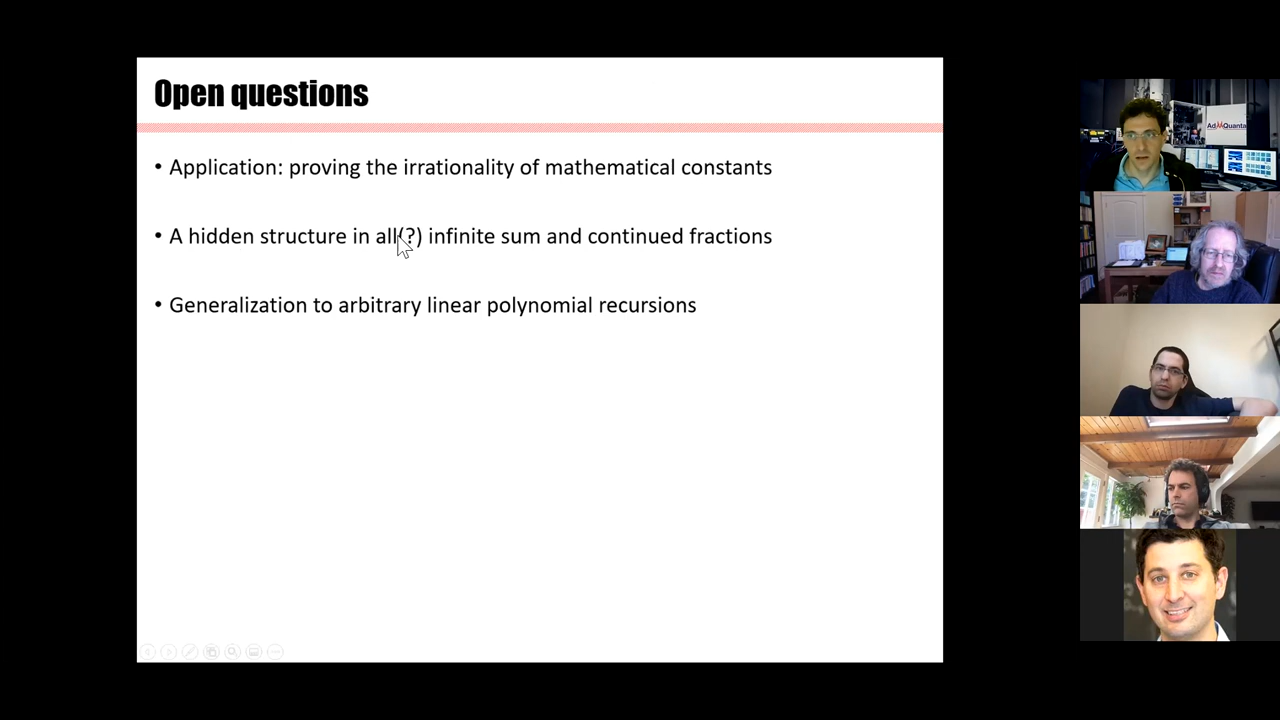 Open questions
• Application: proving the irrationality of mathematical constants
• A hidden structure in all(?) infinite sum and continued fractions
• Generalization to arbitrary linear polynomial recursions
AdMQuanta